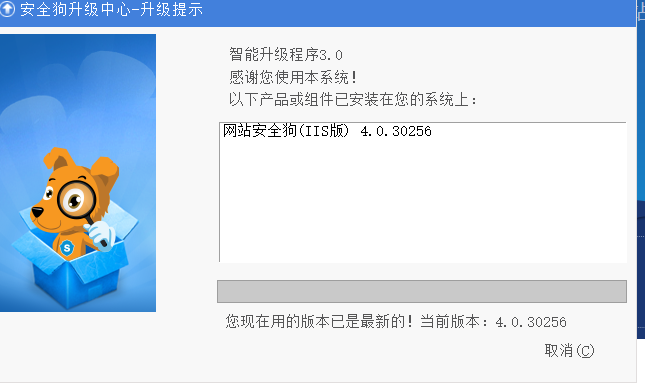 安全狗升级中心-升级提示
智能升级程序3.0
感谢您使用本系统!
以下产品或组件已安装在您的系统上:
网站安全狗(IIS版) 4.0.30256
S
您现在用的版本已是最新的! 当前版本: 4.0.30256
取消(C)